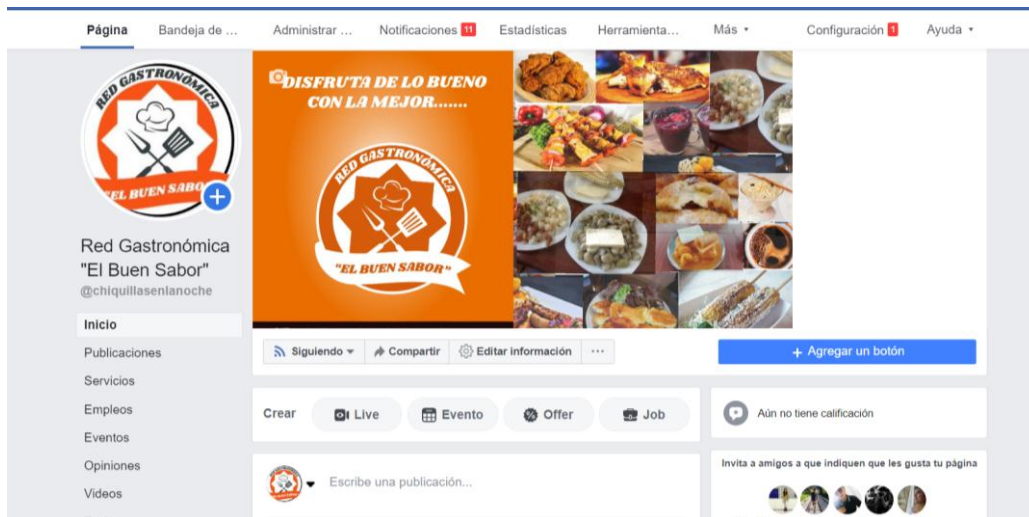 Página
Bandeja de ...
Administrar ...
Notificaciones 11
Estadísticas
Herramienta...
Más
Configuración 1
Ayuda
RED GASTRONÓMICA
"EL BUEN SABO
DISFRUTA DE LO BUENO
CON LA MEJOR.......
RED GASTRONÓMICA
"EL BUEN SABOR"
Red Gastronómica
"El Buen Sabor"
@chiquillasenlanoche
Inicio
Publicaciones
Servicios
Empleos
Eventos
Opiniones
Videos
Siguiendo
Compartir
Editar información
...
+ Agregar un botón
Crear
Live
Evento
Offer
Job
Aún no tiene calificación
Escribe una publicación...
Invita a amigos a que indiquen que les gusta tu página